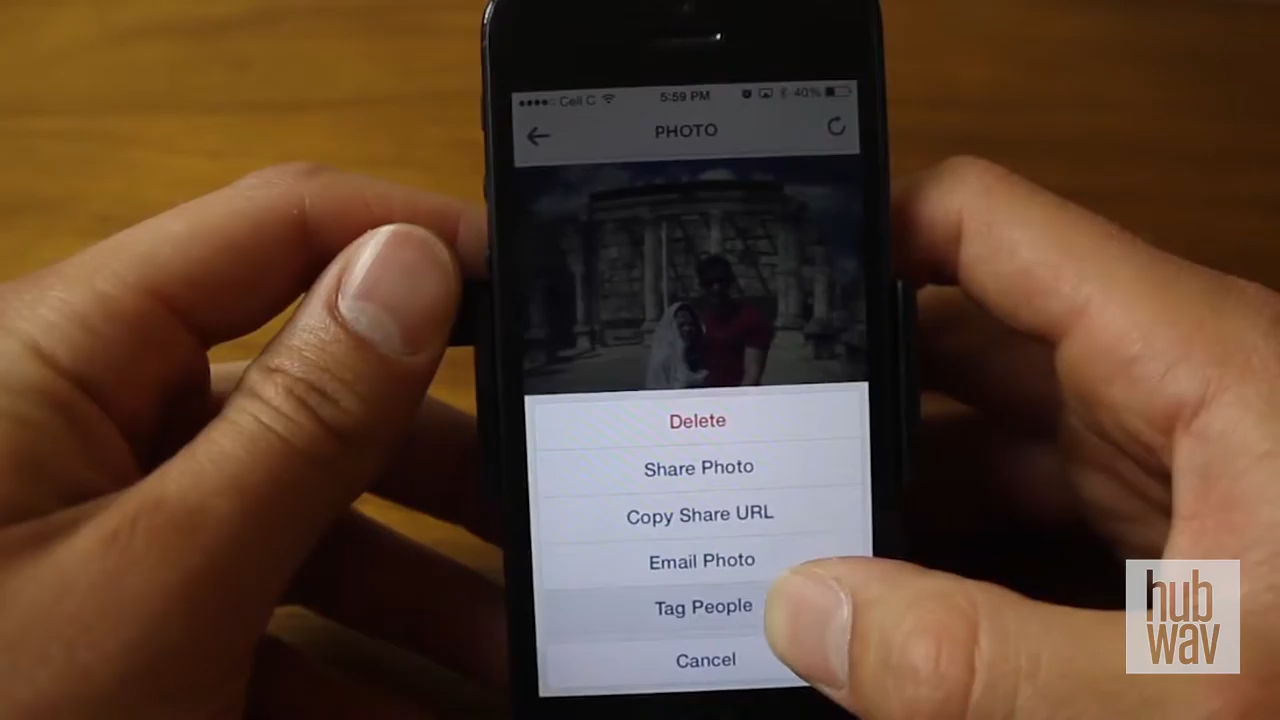 Cell C 5:59 PM 40%
PHOTO
Delete
Share Photo
Copy Share URL
Email Photo
Tag People
Cancel
hub
wav